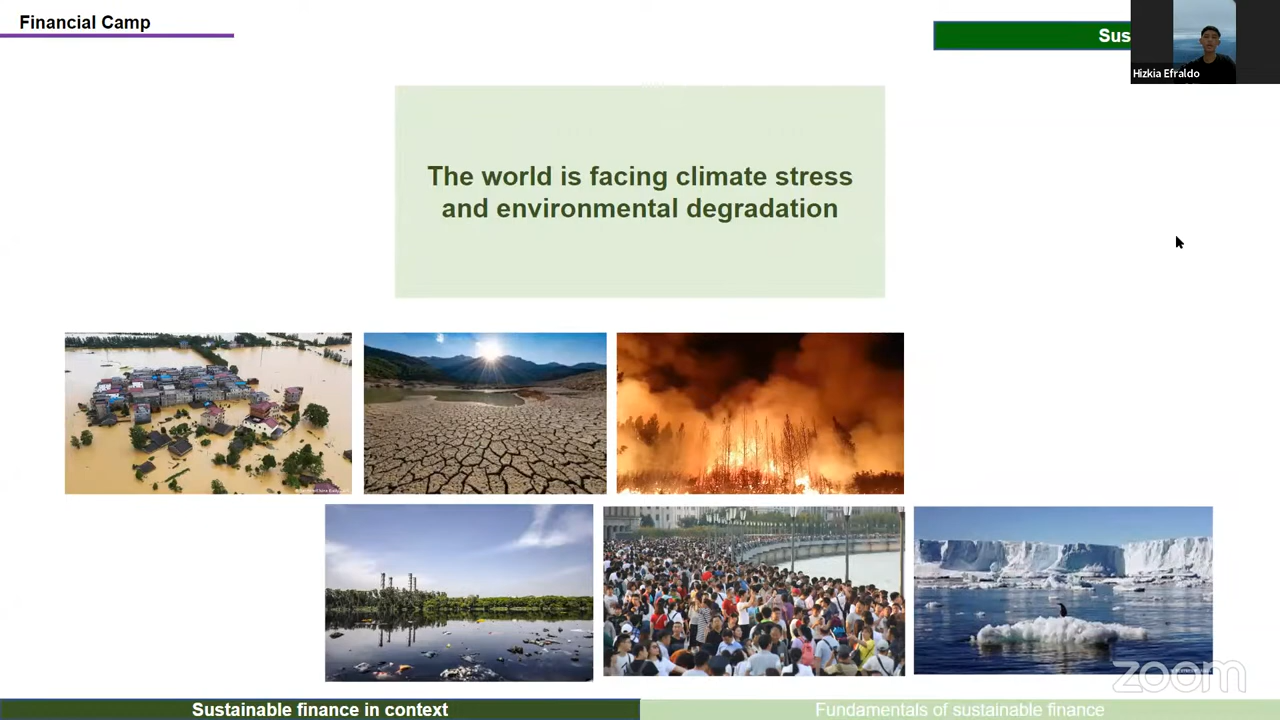 Financial Camp
Sus
Hizkia Efraldo
The world is facing climate stress
and environmental degradation
zoom
Sustainable finance in context
Fundamentals of sustainable finance